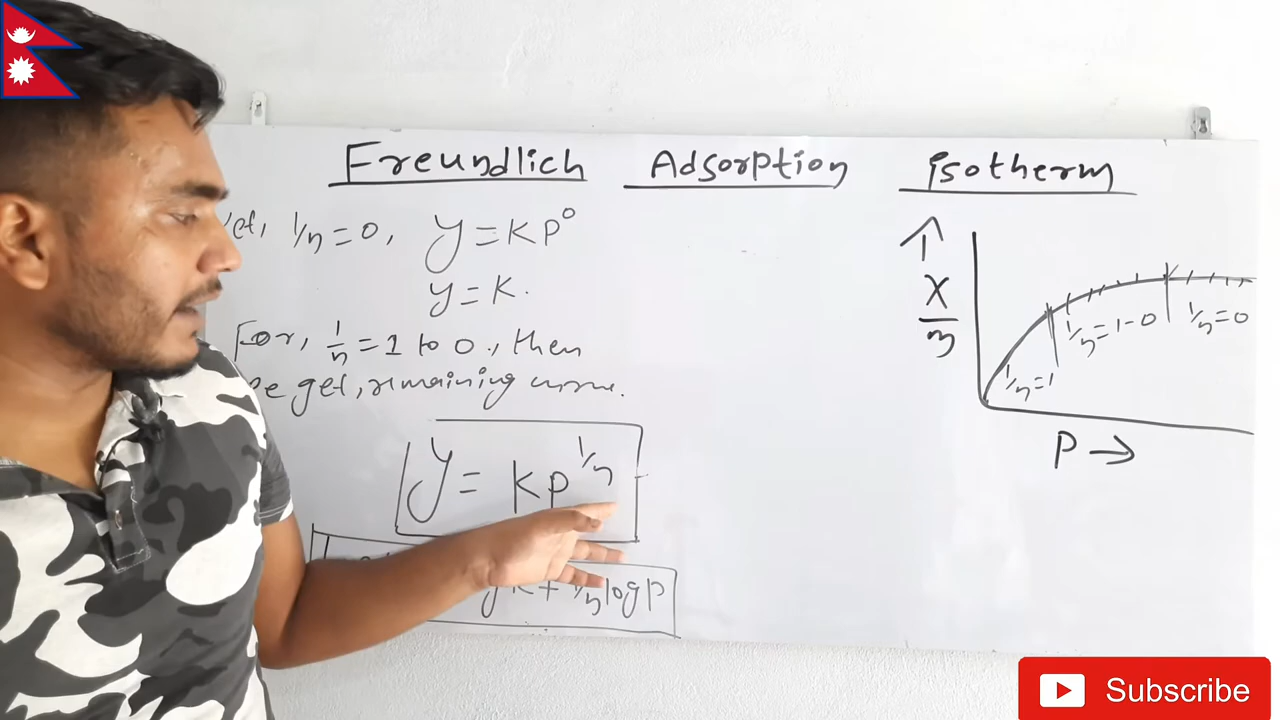 Freundlich Adsorption isotherm
1/n = 0, y = KP⁰
y = K.
For, 1/n = 1 to 0., then
get, remaining curve.
y = KP^1/n
K + 1/n log P
X/m
1/n = 1
1/n = 1-0
1/n = 0
P →
Subscribe